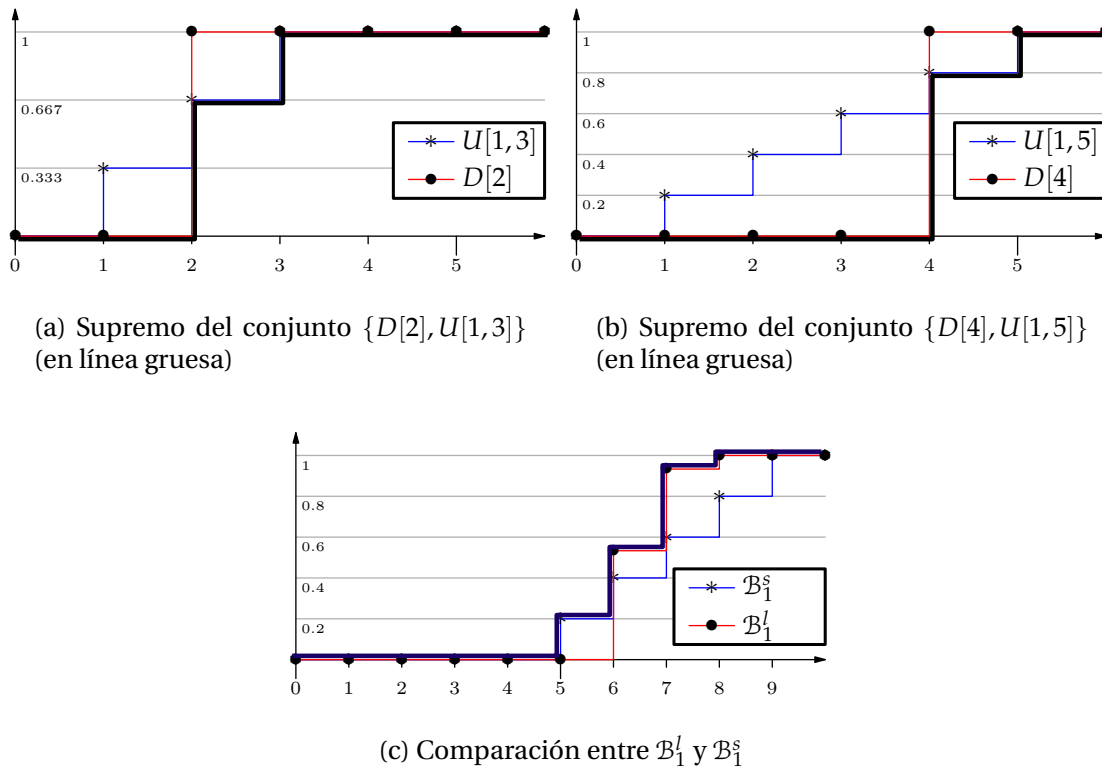 1
0.667
0.333
U[1, 3]
D[2]
0 1 2 3 4 5
(a) Supremo del conjunto {D[2], U[1, 3]}
(en línea gruesa)
1
0.8
0.6
0.4
0.2
U[1, 5]
D[4]
0 1 2 3 4 5
(b) Supremo del conjunto {D[4], U[1, 5]}
(en línea gruesa)
1
0.8
0.6
0.4
0.2
ℬ₁ˢ
ℬ₁ˡ
0 1 2 3 4 5 6 7 8 9
(c) Comparación entre ℬ₁ˡ y ℬ₁ˢ